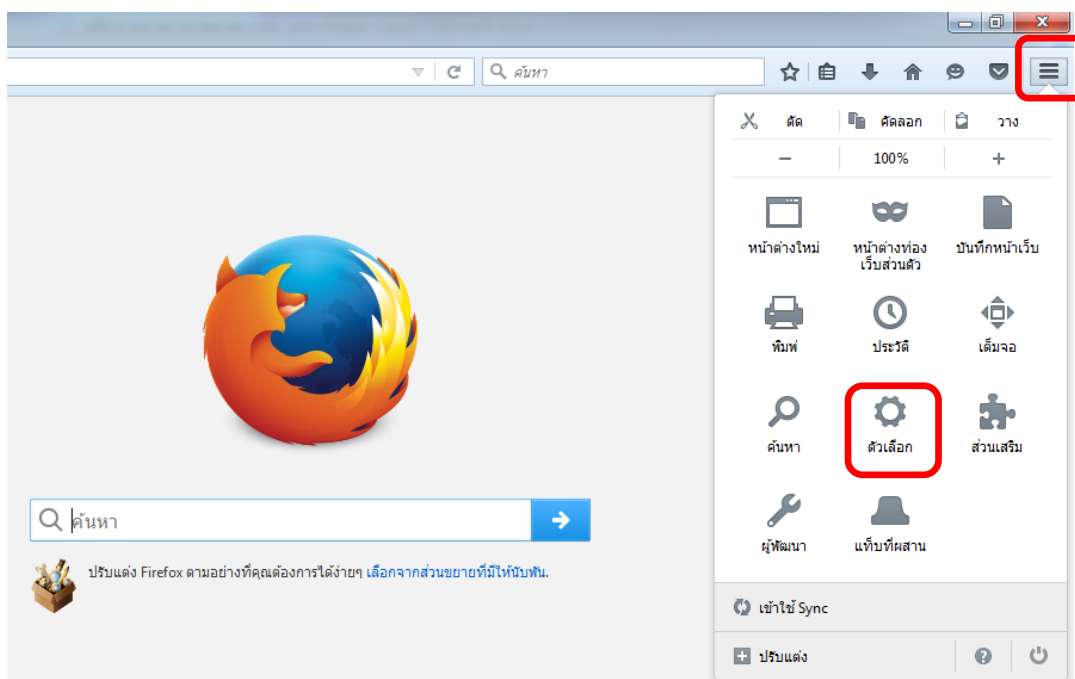 ค้นหา
ตัด คัดลอก วาง
− 100% +
หน้าต่างใหม่ หน้าต่างท่อง บันทึกหน้าเว็บ
เว็บส่วนตัว
พิมพ์ ประวัติ เต็มจอ
ค้นหา ตัวเลือก ส่วนเสริม
ผู้พัฒนา แท็บที่ผสาน
ค้นหา
ปรับแต่ง Firefox ตามอย่างที่คุณต้องการได้ง่ายๆ เลือกจากส่วนขยายที่มีให้นับพัน.
เข้าใช้ Sync
ปรับแต่ง